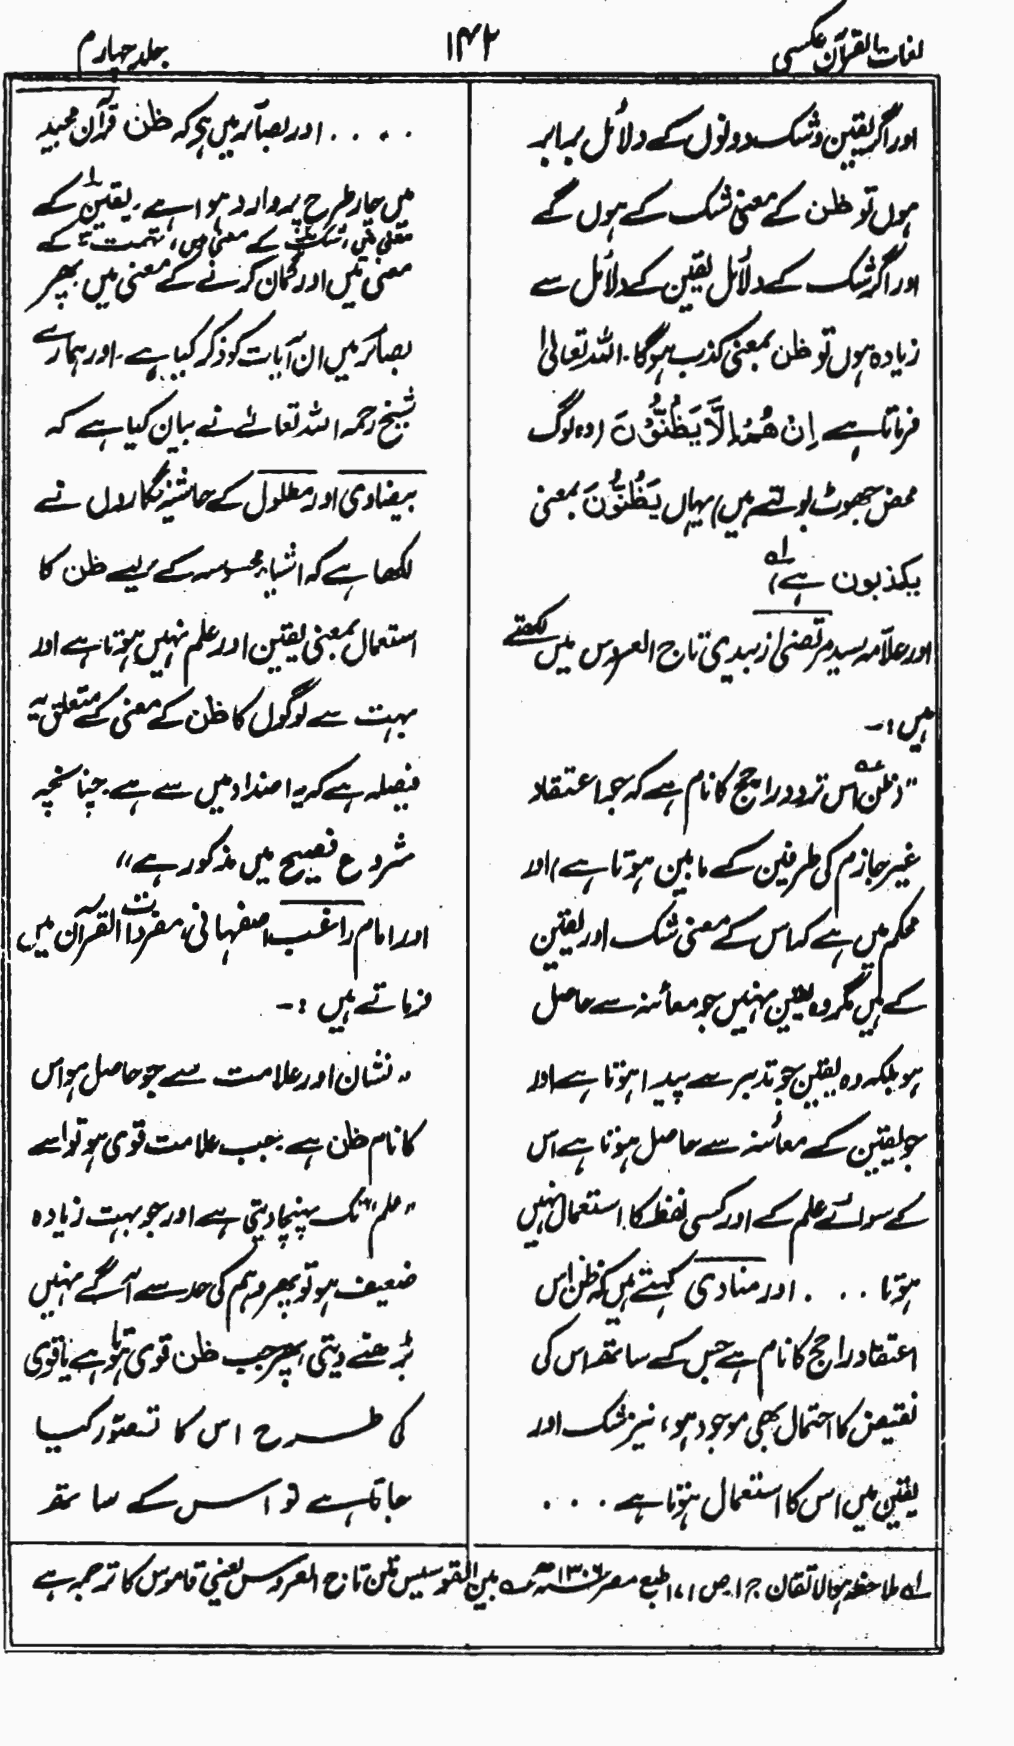 لغات القرآن عکسی
۱۴۲
جلد چہارم
اور اگر یقین و شک دونوں کے دلائل برابر
ہوں تو ظن کے معنی شک کے ہوں گے
اور اگر شک کے دلائل یقین کے دلائل سے
زیادہ ہوں تو ظن بمعنی کذب ہوگا۔ اللہ تعالیٰ
فرماتا ہے اِنْ هُمْ اِلَّا يَظُنُّوْنَ (وہ لوگ
محض جھوٹ بولتے ہیں) یہاں يَظُنُّوْنَ بمعنی
یکذبون ہے)؂۱
اور علامہ سید مرتضیٰ زبیدی تاج العروس میں لکھتے
ہیں :-
"(ظن؂۲ اس تردد راجح کا نام ہے کہ جو اعتقاد
غیر جازم کی طرفین کے مابین ہوتا ہے) اور
محکم میں ہے کہ اس کے معنی شک اور یقین
کے ہیں مگر وہ یقین نہیں جو معائنہ سے حاصل
ہو بلکہ وہ یقین جو تدبر سے پیدا ہوتا ہے اور
جو یقین کے معائنہ سے حاصل ہوتا ہے اس
کے سوائے علم کے اور کسی لفظ کا استعمال نہیں
ہوتا . . . اور مناوی کہتے ہیں کہ ظن اس
اعتقاد راجح کا نام ہے جس کے ساتھ اس کی
نقیض کا احتمال بھی موجود ہو، نیز شک اور
یقین میں اس کا استعمال ہوتا ہے . . .
. . . . اور بصائر میں ہے کہ ظن قرآن مجید
میں چار طرح پر وارد ہوا ہے۔ یقین؂۱ کے
معنی میں، شک؂۲ کے معنی میں، تہمت؂۳ کے
معنی میں اور گمان کرنے کے معنی میں پھر
بصائر میں ان آیات کو ذکر کیا ہے۔ اور ہمارے
شیخ رحمہ اللہ تعالےٰ نے بیان کیا ہے کہ
بیضاوی اور مطلول کے حاشیہ نگاروں نے
لکھا ہے کہ اشیاء محسوسہ کے لیے ظن کا
استعمال بمعنی یقین اور علم نہیں ہوتا ہے اور
بہت سے لوگوں کا ظن کے معنی کے متعلق یہ
فیصلہ ہے کہ یہ اضداد میں سے ہے۔ چنانچہ
شروع فصیح میں مذکور ہے"
اور امام راغب اصفہانی، مفردات القرآن میں
فرماتے ہیں :-
"نشان اور علامت سے جو حاصل ہو اس
کا نام ظن ہے۔ جب علامت قوی ہو تو اسے
"علم" تک پہنچا دیتی ہے اور جو بہت زیادہ
ضعیف ہو تو پھر وہم کی حد سے آگے نہیں
بڑھنے دیتی، پھر جب ظن قوی ہوتا ہے یا قوی
کی طرح اس کا تصور کیا
جاتا ہے تو اس کے ساتھ
؂۱ ملاحظہ ہو الاتقان ج ۱، ص ۱۷۱ طبع مصر ۱۳۰۶ھ ؂۲ بین القوسین متن تاج العروس یعنی قاموس کا ترجمہ ہے